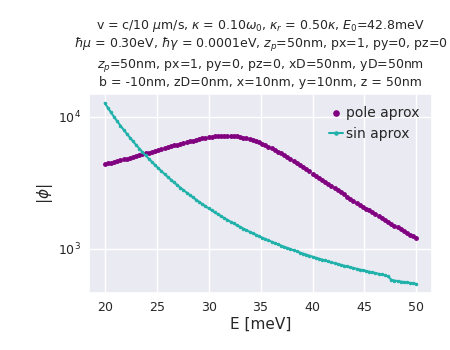 v = c/10 μm/s, κ = 0.10ω₀, κᵣ = 0.50κ, E₀=42.8meV
ħμ = 0.30eV, ħγ = 0.0001eV, zₚ=50nm, px=1, py=0, pz=0
zₚ=50nm, px=1, py=0, pz=0, xD=50nm, yD=50nm
b = -10nm, zD=0nm, x=10nm, y=10nm, z = 50nm
10⁴
10³
|ϕ|
pole aprox
sin aprox
20 25 30 35 40 45 50
E [meV]